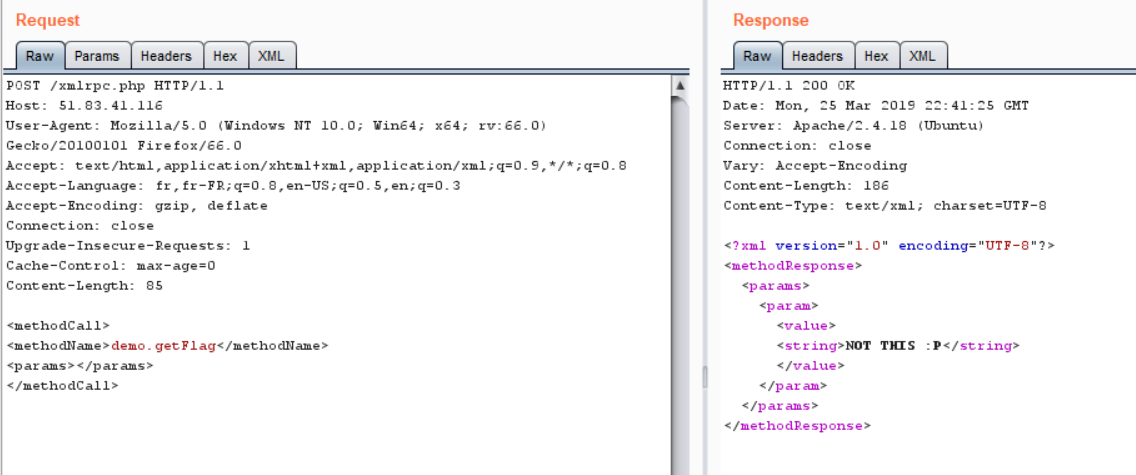 Request
Raw Params Headers Hex XML
POST /xmlrpc.php HTTP/1.1
Host: 51.83.41.116
User-Agent: Mozilla/5.0 (Windows NT 10.0; Win64; x64; rv:66.0)
Gecko/20100101 Firefox/66.0
Accept: text/html,application/xhtml+xml,application/xml;q=0.9,*/*;q=0.8
Accept-Language: fr,fr-FR;q=0.8,en-US;q=0.5,en;q=0.3
Accept-Encoding: gzip, deflate
Connection: close
Upgrade-Insecure-Requests: 1
Cache-Control: max-age=0
Content-Length: 85
<methodCall>
<methodName>demo.getFlag</methodName>
<params></params>
</methodCall>
Response
Raw Headers Hex XML
HTTP/1.1 200 OK
Date: Mon, 25 Mar 2019 22:41:25 GMT
Server: Apache/2.4.18 (Ubuntu)
Connection: close
Vary: Accept-Encoding
Content-Length: 186
Content-Type: text/xml; charset=UTF-8
<?xml version="1.0" encoding="UTF-8"?>
<methodResponse>
<params>
<param>
<value>
<string>NOT THIS :P</string>
</value>
</param>
</params>
</methodResponse>